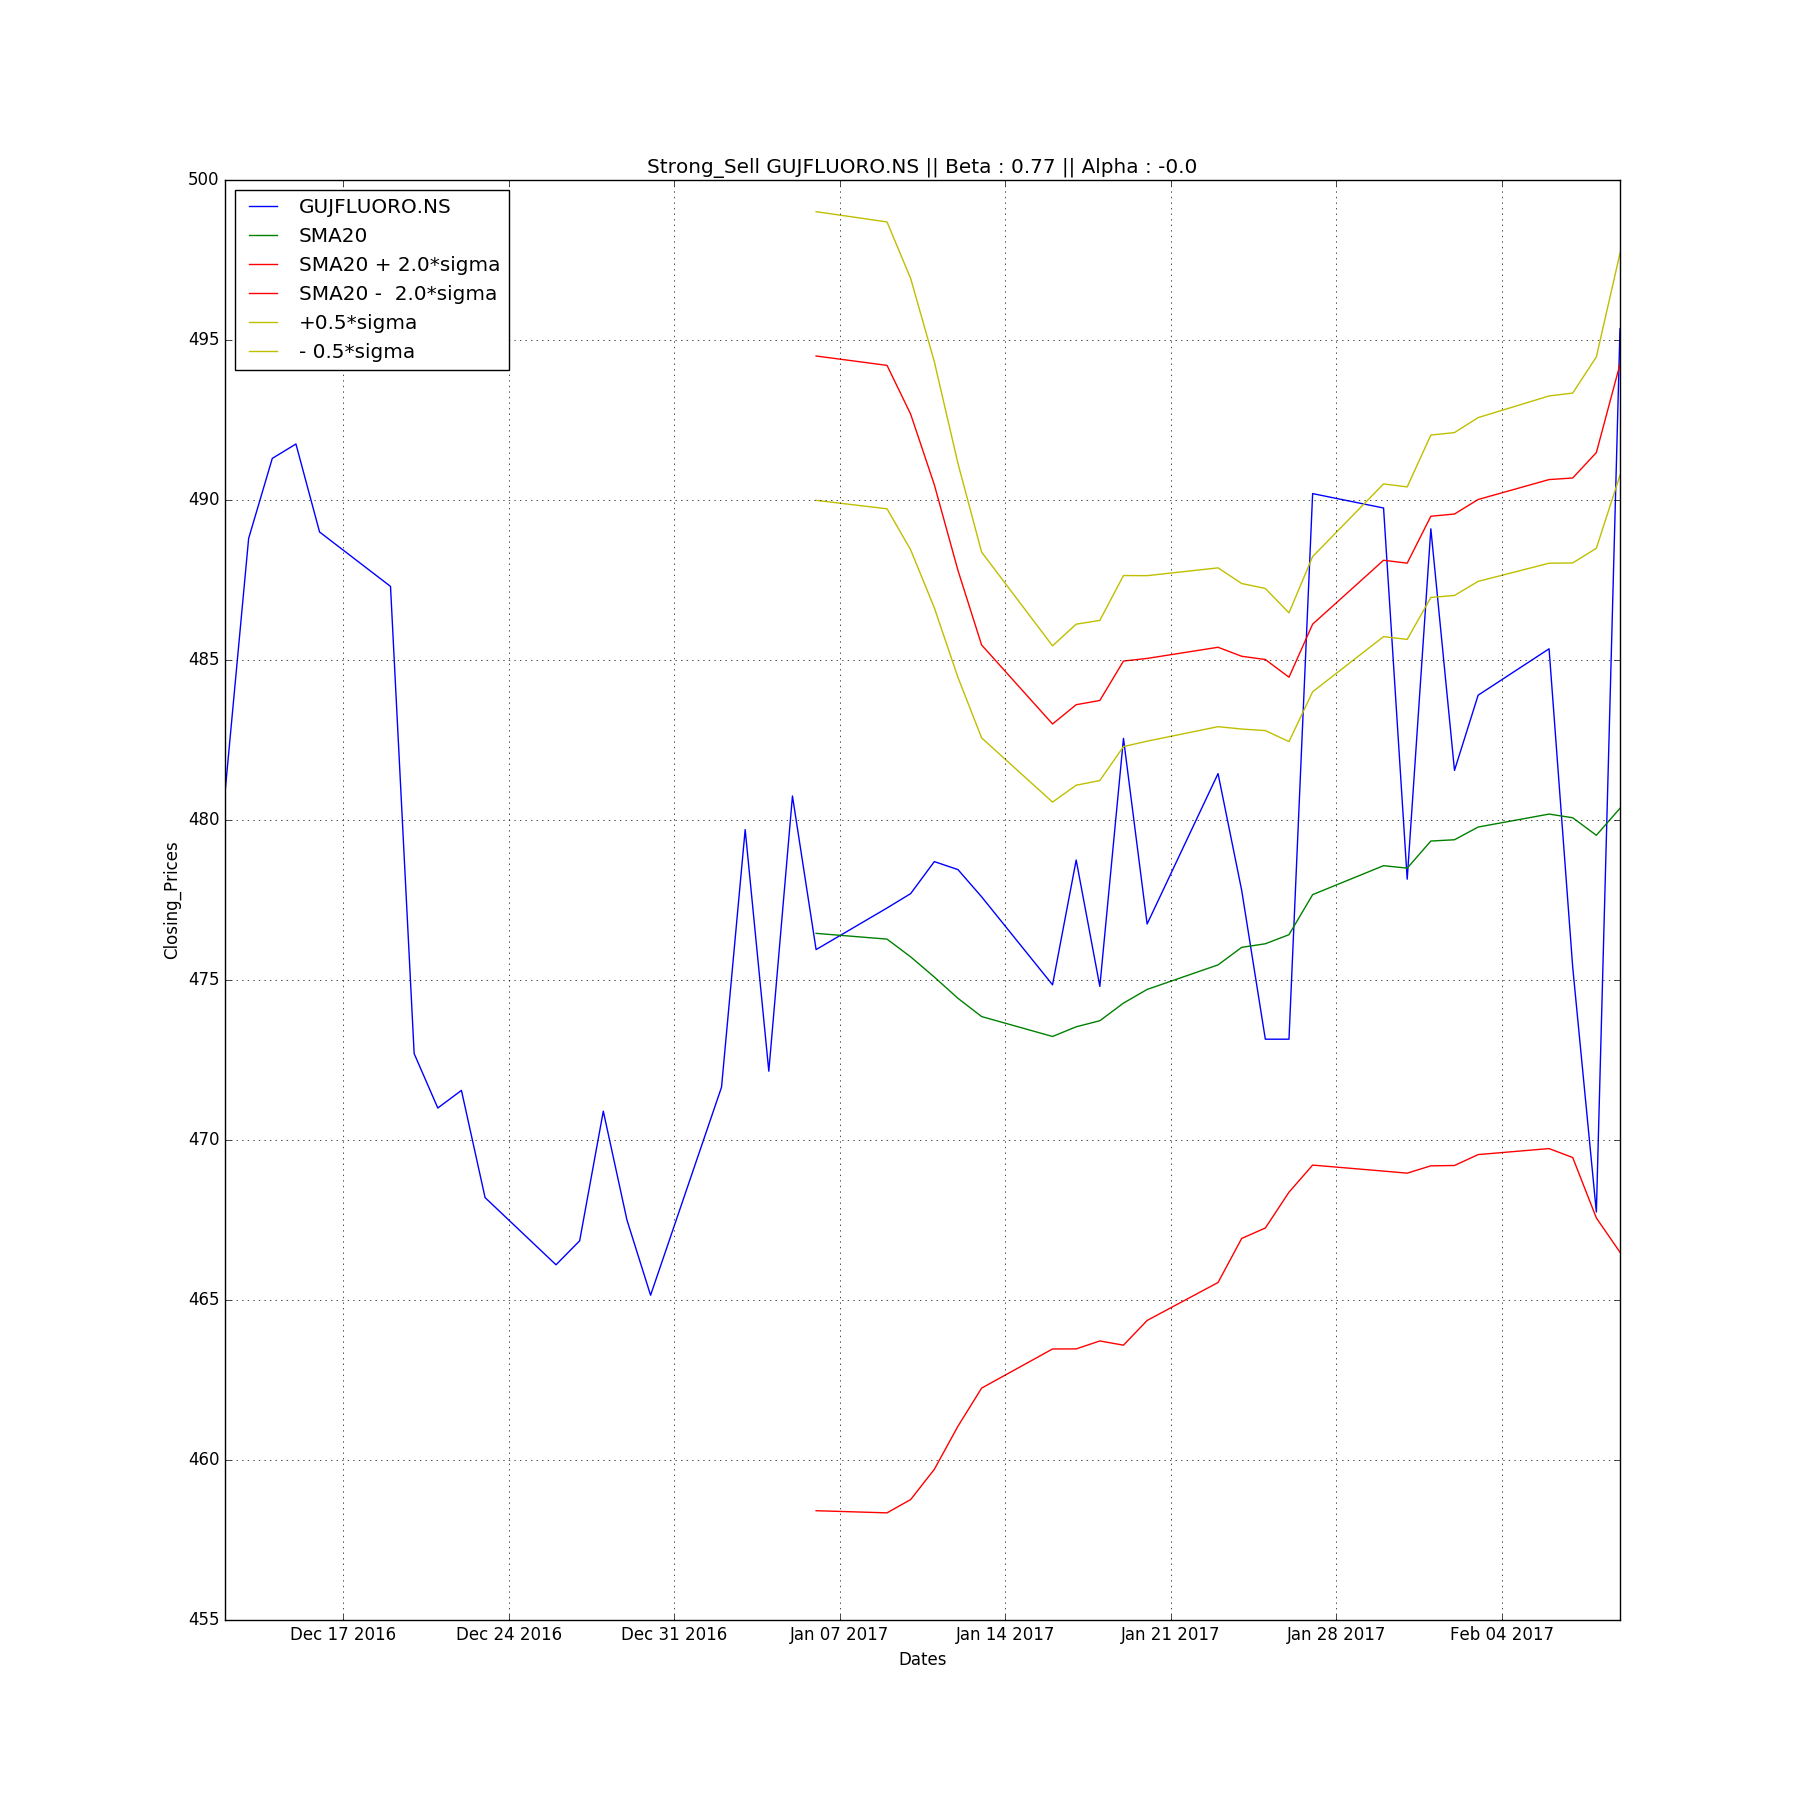 Strong_Sell GUJFLUORO.NS || Beta : 0.77 || Alpha : -0.0
GUJFLUORO.NS
SMA20
SMA20 + 2.0*sigma
SMA20 -  2.0*sigma
+0.5*sigma
- 0.5*sigma
500
495
490
485
480
475
470
465
460
455
Closing_Prices
Dec 17 2016 Dec 24 2016 Dec 31 2016 Jan 07 2017 Jan 14 2017 Jan 21 2017 Jan 28 2017 Feb 04 2017
Dates